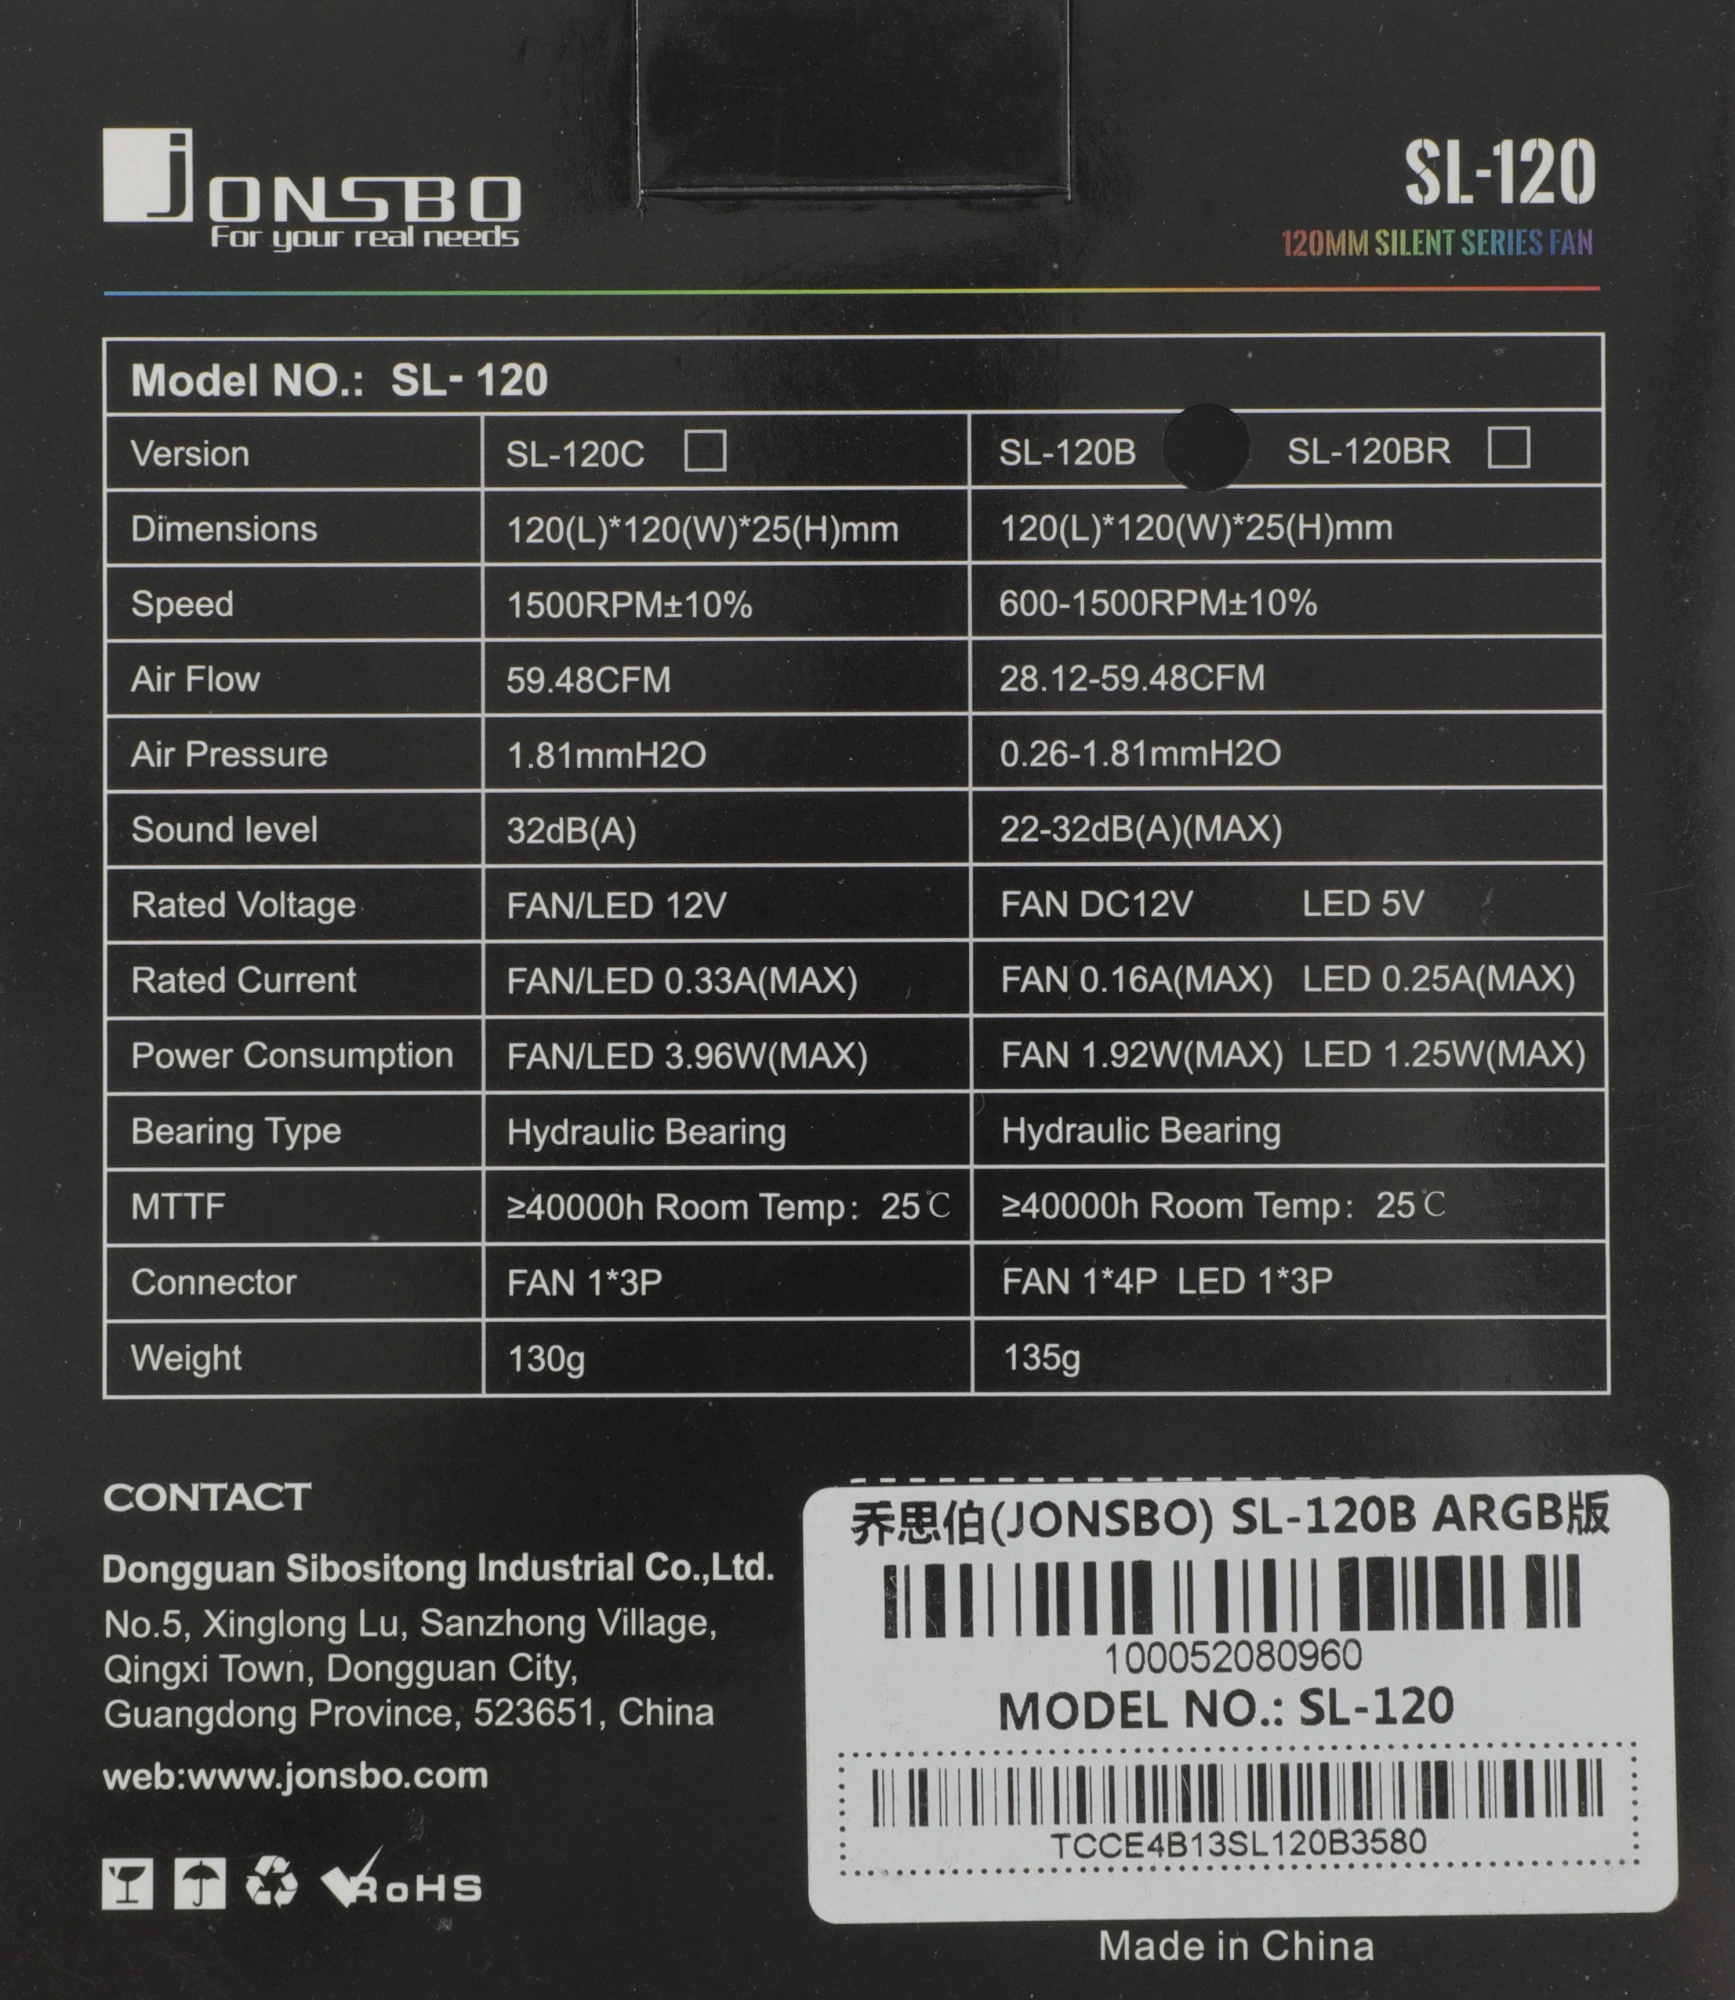 JONSBO
For your real needs
SL-120
120MM SILENT SERIES FAN
Model NO.: SL- 120
Version SL-120C □ SL-120B SL-120BR □
Dimensions 120(L)*120(W)*25(H)mm 120(L)*120(W)*25(H)mm
Speed 1500RPM±10% 600-1500RPM±10%
Air Flow 59.48CFM 28.12-59.48CFM
Air Pressure 1.81mmH2O 0.26-1.81mmH2O
Sound level 32dB(A) 22-32dB(A)(MAX)
Rated Voltage FAN/LED 12V FAN DC12V LED 5V
Rated Current FAN/LED 0.33A(MAX) FAN 0.16A(MAX) LED 0.25A(MAX)
Power Consumption FAN/LED 3.96W(MAX) FAN 1.92W(MAX) LED 1.25W(MAX)
Bearing Type Hydraulic Bearing Hydraulic Bearing
MTTF ≥40000h Room Temp: 25℃ ≥40000h Room Temp: 25℃
Connector FAN 1*3P FAN 1*4P LED 1*3P
Weight 130g 135g
CONTACT
Dongguan Sibositong Industrial Co.,Ltd.
No.5, Xinglong Lu, Sanzhong Village,
Qingxi Town, Dongguan City,
Guangdong Province, 523651, China
web:www.jonsbo.com
RoHS
乔思伯(JONSBO) SL-120B ARGB版
100052080960
MODEL NO.: SL-120
TCCE4B13SL120B3580
Made in China